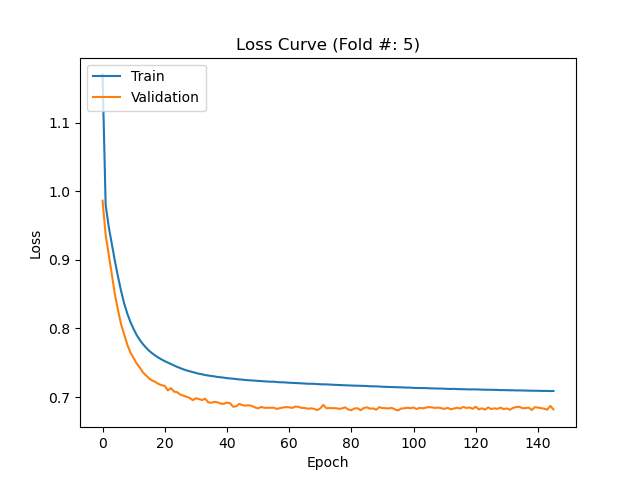 Loss Curve (Fold #: 5)
Train
Validation
1.1
1.0
0.9
0.8
0.7
Loss
0 20 40 60 80 100 120 140
Epoch